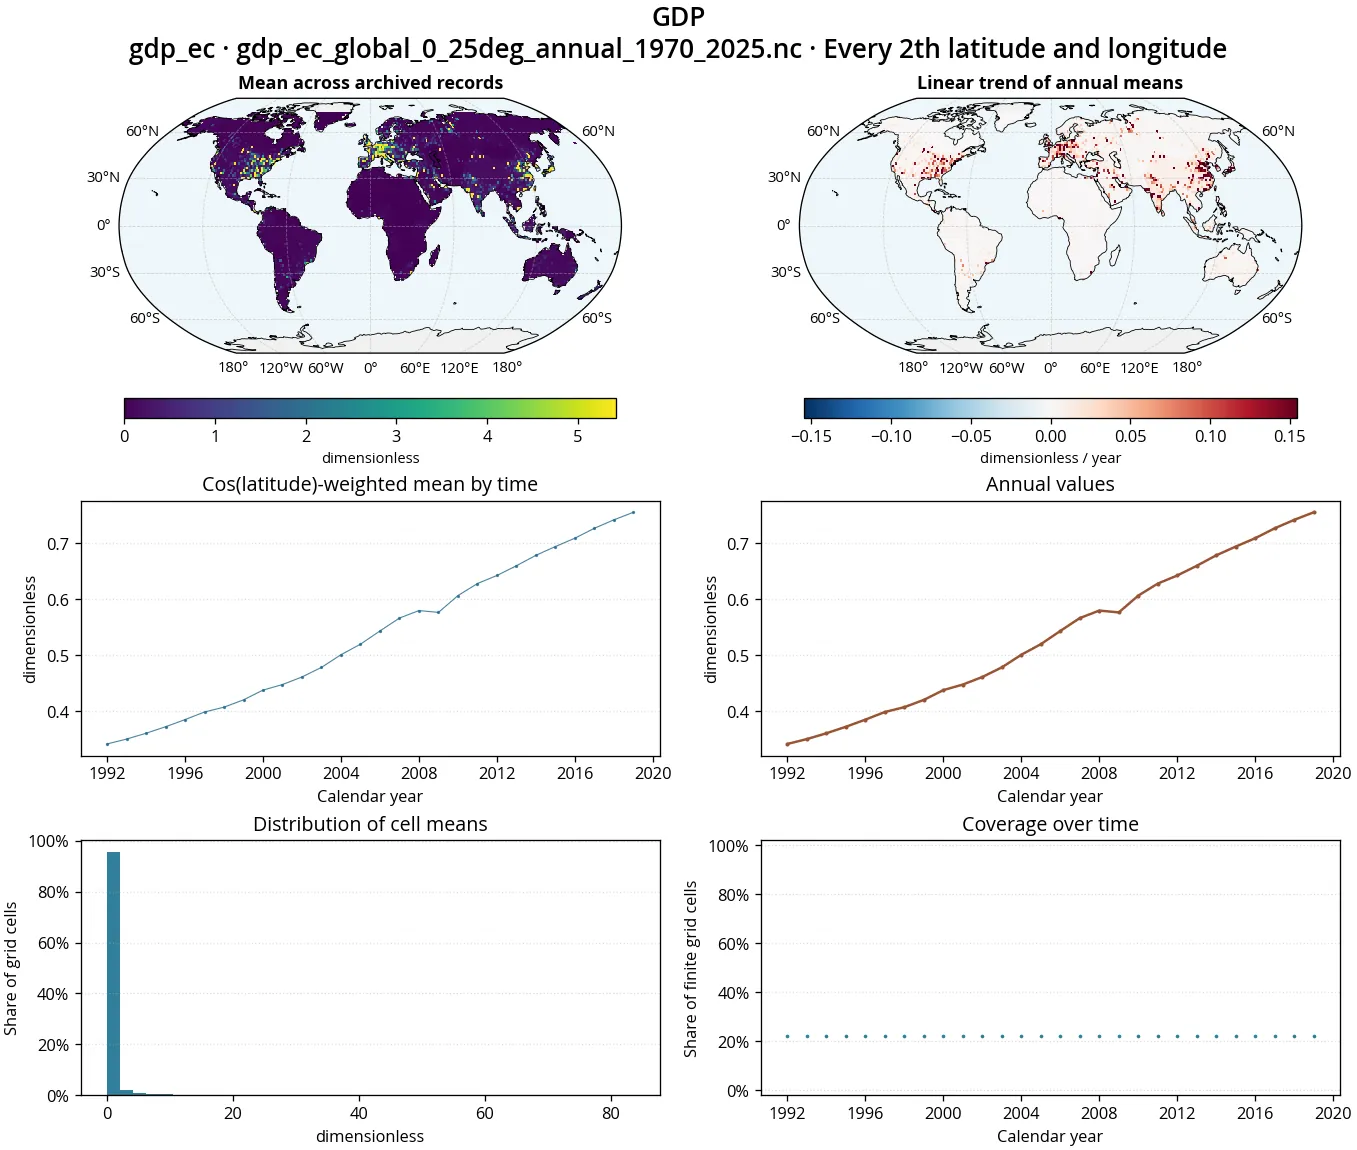 GDP
gdp_ec · gdp_ec_global_0_25deg_annual_1970_2025.nc · Every 2th latitude and longitude
Mean across archived records
60°N
60°N
30°N
0°
30°S
60°S
60°S
180° 120°W 60°W 0° 60°E 120°E 180°
0 1 2 3 4 5
dimensionless
Linear trend of annual means
60°N
60°N
30°N
0°
30°S
60°S
60°S
180° 120°W 60°W 0° 60°E 120°E 180°
−0.15 −0.10 −0.05 0.00 0.05 0.10 0.15
dimensionless / year
Cos(latitude)-weighted mean by time
dimensionless
0.7
0.6
0.5
0.4
1992 1996 2000 2004 2008 2012 2016 2020
Calendar year
Annual values
dimensionless
0.7
0.6
0.5
0.4
1992 1996 2000 2004 2008 2012 2016 2020
Calendar year
Distribution of cell means
Share of grid cells
100%
80%
60%
40%
20%
0%
0 20 40 60 80
dimensionless
Coverage over time
Share of finite grid cells
100%
80%
60%
40%
20%
0%
1992 1996 2000 2004 2008 2012 2016 2020
Calendar year